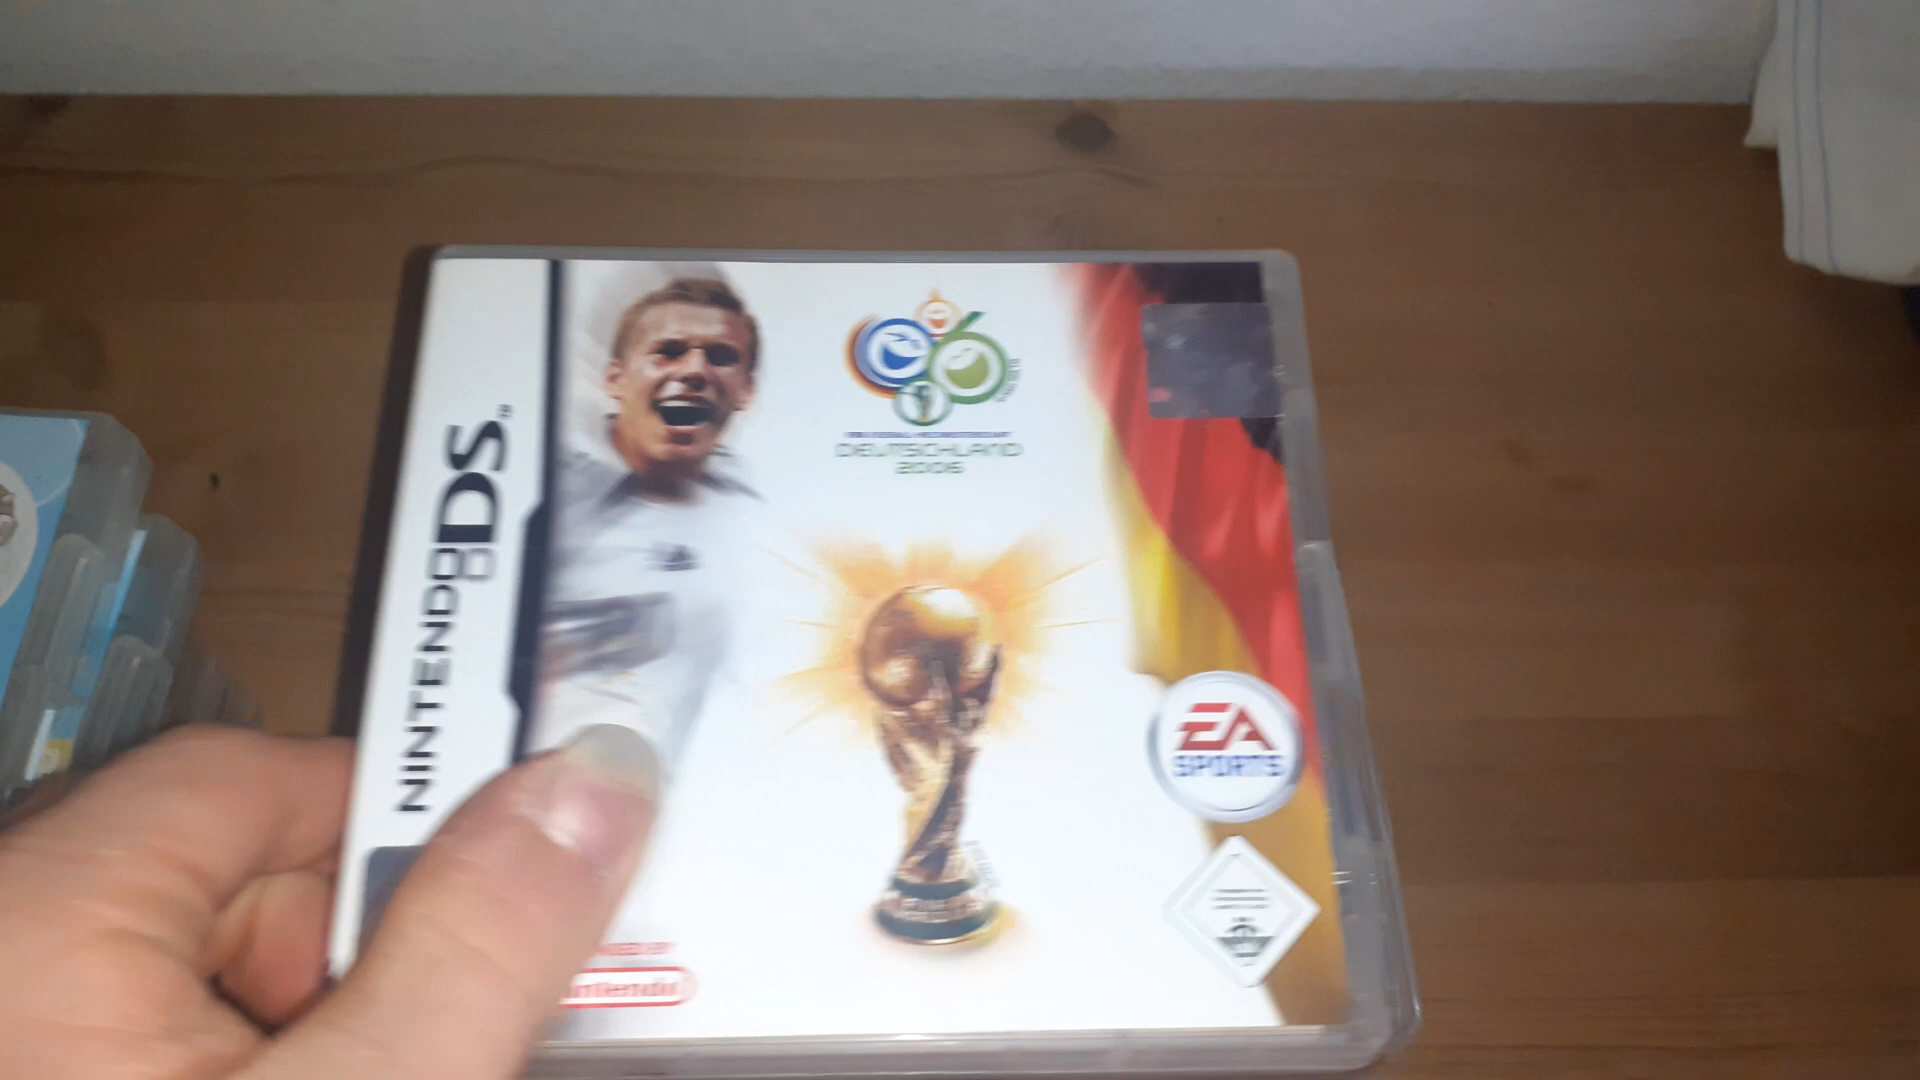 NINTENDO DS
DEUTSCHLAND
2006
EA
SPORTS
Nintendo